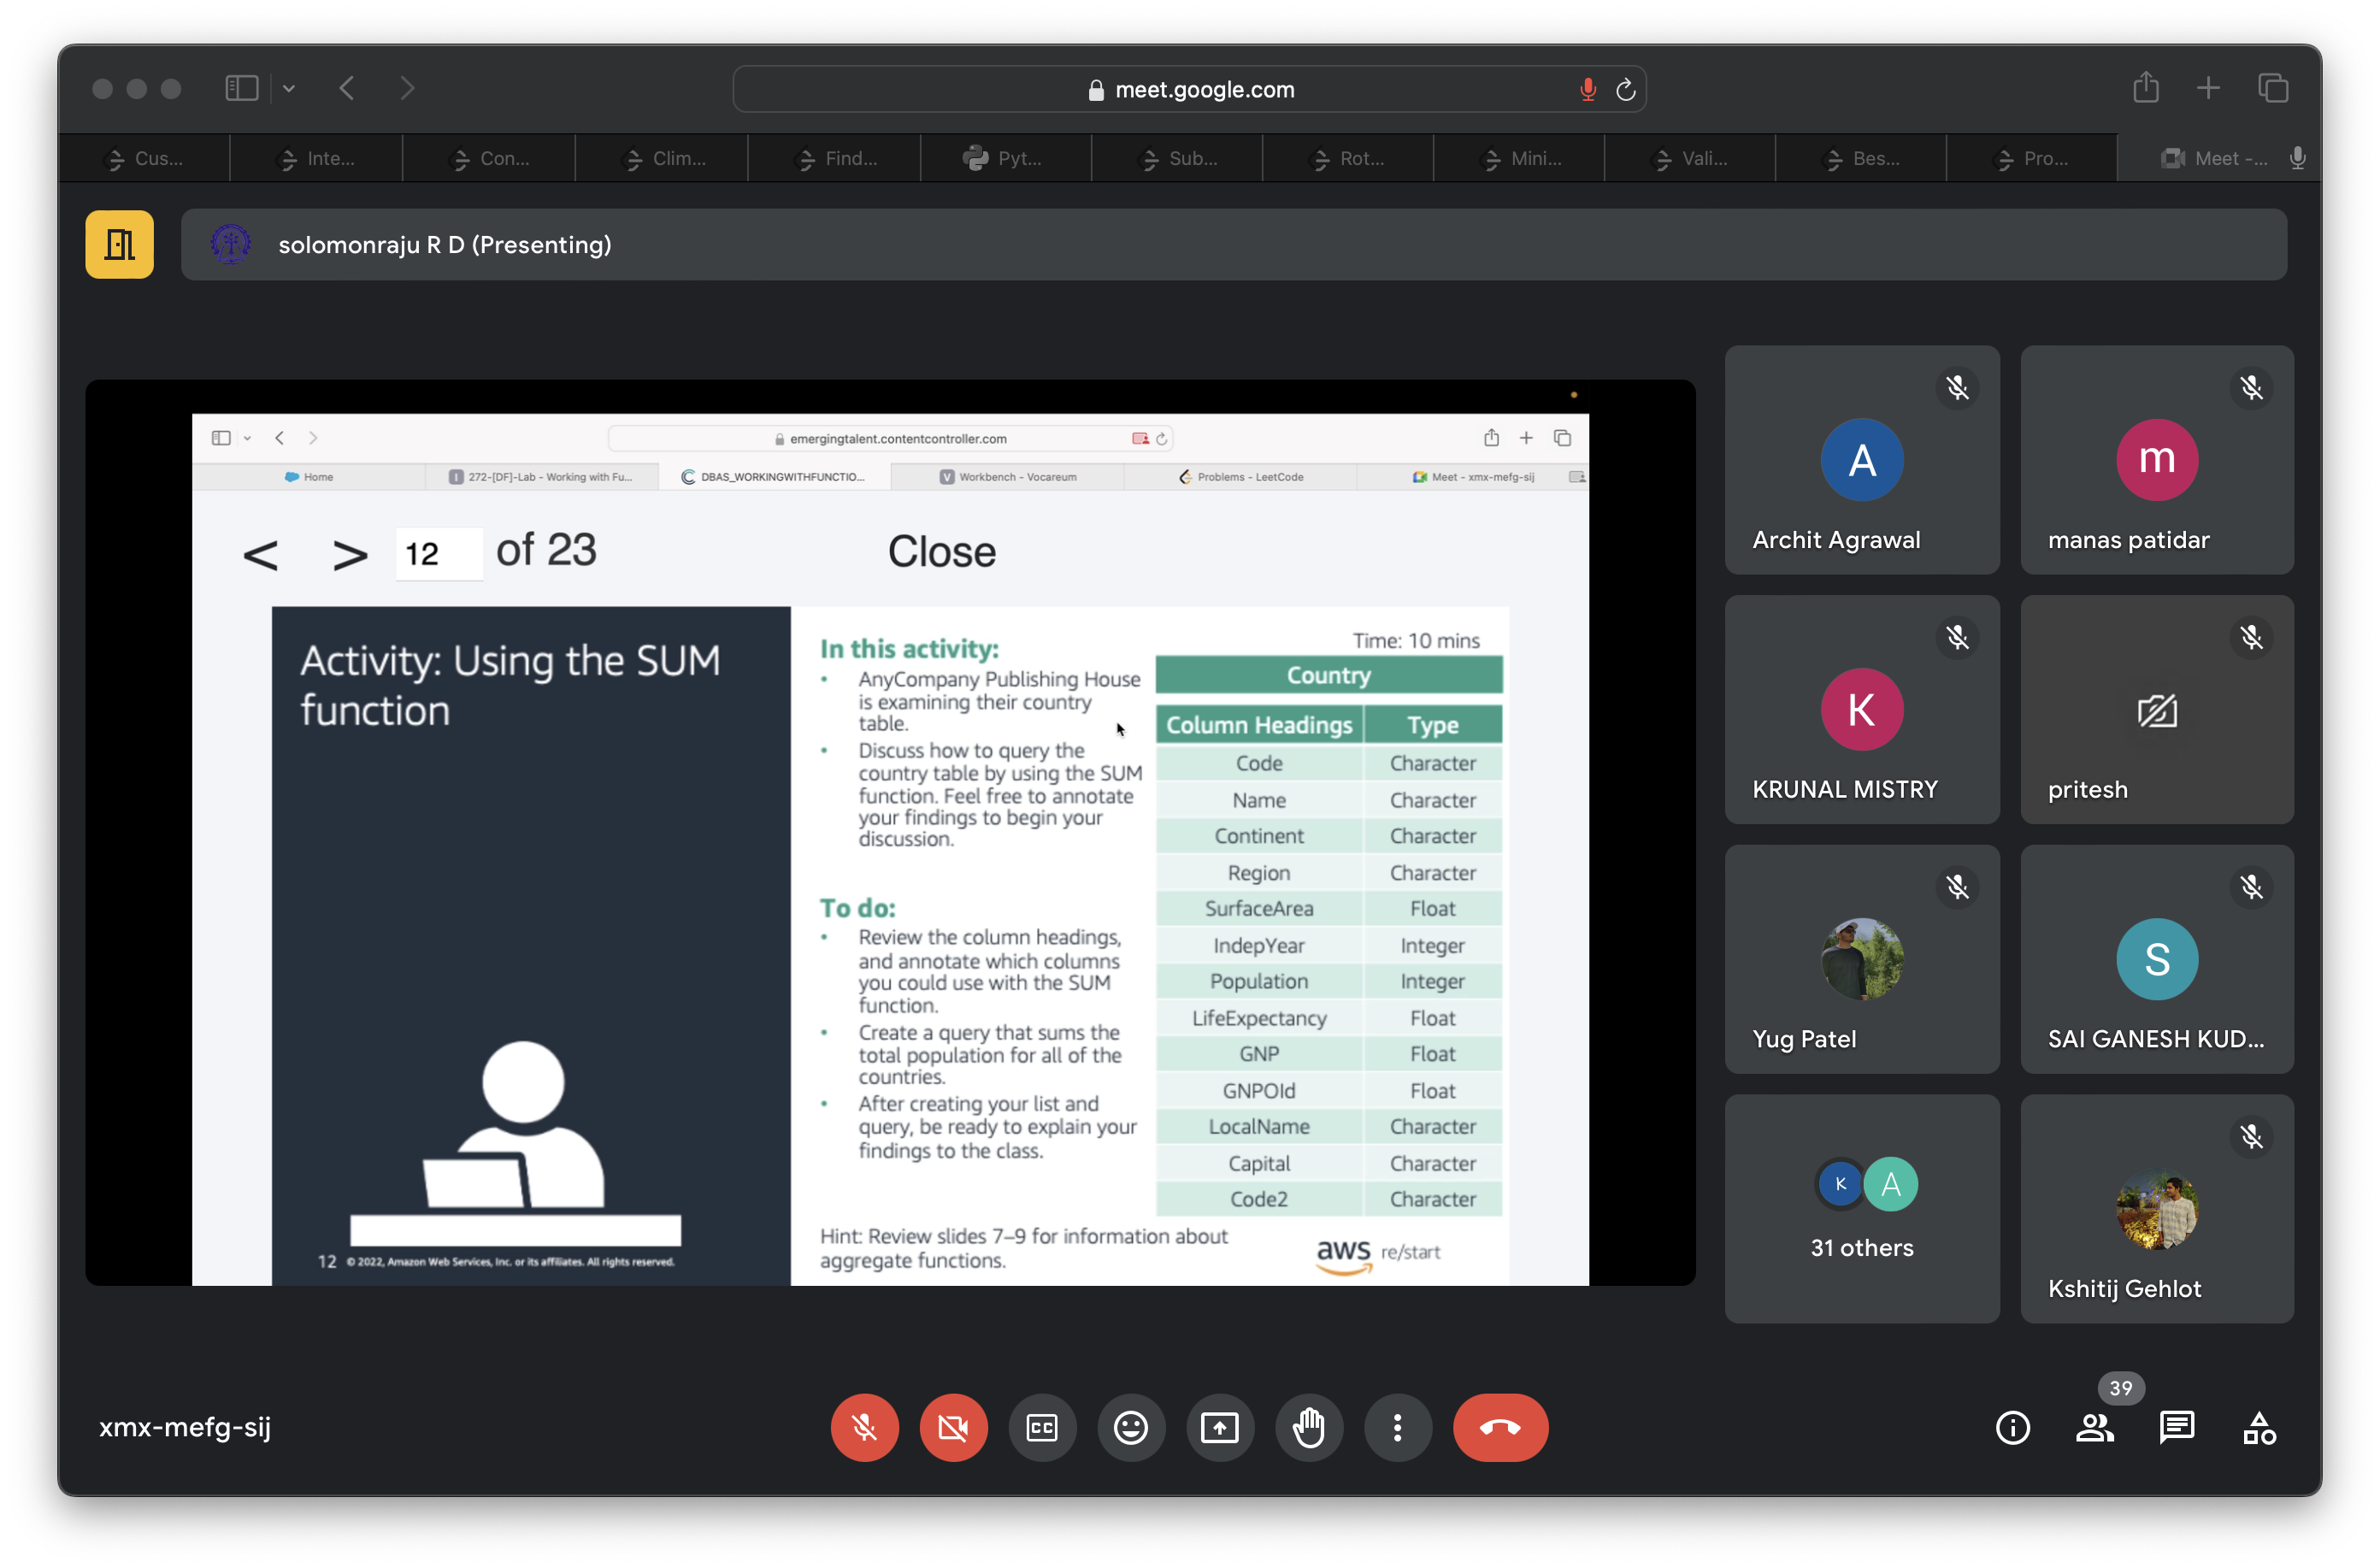 meet.google.com
Cus...
Inte...
Con...
Clim...
Find...
Pyt...
Sub...
Rot...
Mini...
Vali...
Bes...
Pro...
Meet -...
solomonraju R D (Presenting)
emergingtalent.contentcontroller.com
Home
272-[DF]-Lab - Working with Fu...
DBAS_WORKINGWITHFUNCTIO...
Workbench - Vocareum
Problems - LeetCode
Meet - xmx-mefg-sij
< > 12 of 23
Close
Activity: Using the SUM
function
12 © 2022, Amazon Web Services, Inc. or its affiliates. All rights reserved.
In this activity:
• AnyCompany Publishing House
is examining their country
table.
• Discuss how to query the
country table by using the SUM
function. Feel free to annotate
your findings to begin your
discussion.
To do:
• Review the column headings,
and annotate which columns
you could use with the SUM
function.
• Create a query that sums the
total population for all of the
countries.
• After creating your list and
query, be ready to explain your
findings to the class.
Hint: Review slides 7–9 for information about
aggregate functions.
Time: 10 mins
Country
Column Headings Type
Code Character
Name Character
Continent Character
Region Character
SurfaceArea Float
IndepYear Integer
Population Integer
LifeExpectancy Float
GNP Float
GNPOld Float
LocalName Character
Capital Character
Code2 Character
aws re/start
A
Archit Agrawal
m
manas patidar
K
KRUNAL MISTRY
pritesh
Yug Patel
S
SAI GANESH KUD...
K A
31 others
Kshitij Gehlot
xmx-mefg-sij
CC
39